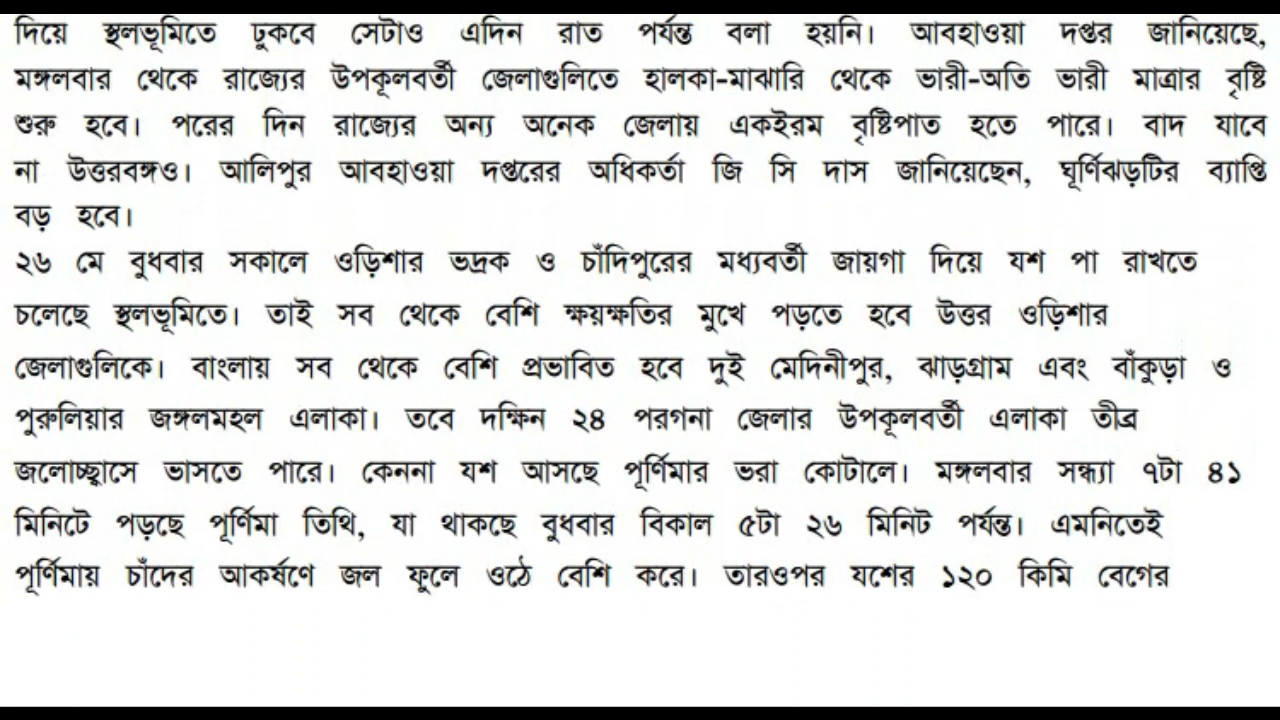 দিয়ে স্থলভূমিতে ঢুকবে সেটাও এদিন রাত পর্যন্ত বলা হয়নি। আবহাওয়া দপ্তর জানিয়েছে,
মঙ্গলবার থেকে রাজ্যের উপকূলবর্তী জেলাগুলিতে হালকা-মাঝারি থেকে ভারী-অতি ভারী মাত্রার বৃষ্টি
শুরু হবে। পরের দিন রাজ্যের অন্য অনেক জেলায় একইরম বৃষ্টিপাত হতে পারে। বাদ যাবে
না উত্তরবঙ্গও। আলিপুর আবহাওয়া দপ্তরের অধিকর্তা জি সি দাস জানিয়েছেন, ঘূর্ণিঝড়টির ব্যাপ্তি
বড় হবে।
২৬ মে বুধবার সকালে ওড়িশার ভদ্রক ও চাঁদিপুরের মধ্যবর্তী জায়গা দিয়ে যশ পা রাখতে
চলেছে স্থলভূমিতে। তাই সব থেকে বেশি ক্ষয়ক্ষতির মুখে পড়তে হবে উত্তর ওড়িশার
জেলাগুলিকে। বাংলায় সব থেকে বেশি প্রভাবিত হবে দুই মেদিনীপুর, ঝাড়গ্রাম এবং বাঁকুড়া ও
পুরুলিয়ার জঙ্গলমহল এলাকা। তবে দক্ষিন ২৪ পরগনা জেলার উপকূলবর্তী এলাকা তীব্র
জলোচ্ছ্বাসে ভাসতে পারে। কেননা যশ আসছে পূর্ণিমার ভরা কোটালে। মঙ্গলবার সন্ধ্যা ৭টা ৪১
মিনিটে পড়ছে পূর্ণিমা তিথি, যা থাকছে বুধবার বিকাল ৫টা ২৬ মিনিট পর্যন্ত। এমনিতেই
পূর্ণিমায় চাঁদের আকর্ষণে জল ফুলে ওঠে বেশি করে। তারওপর যশের ১২০ কিমি বেগের